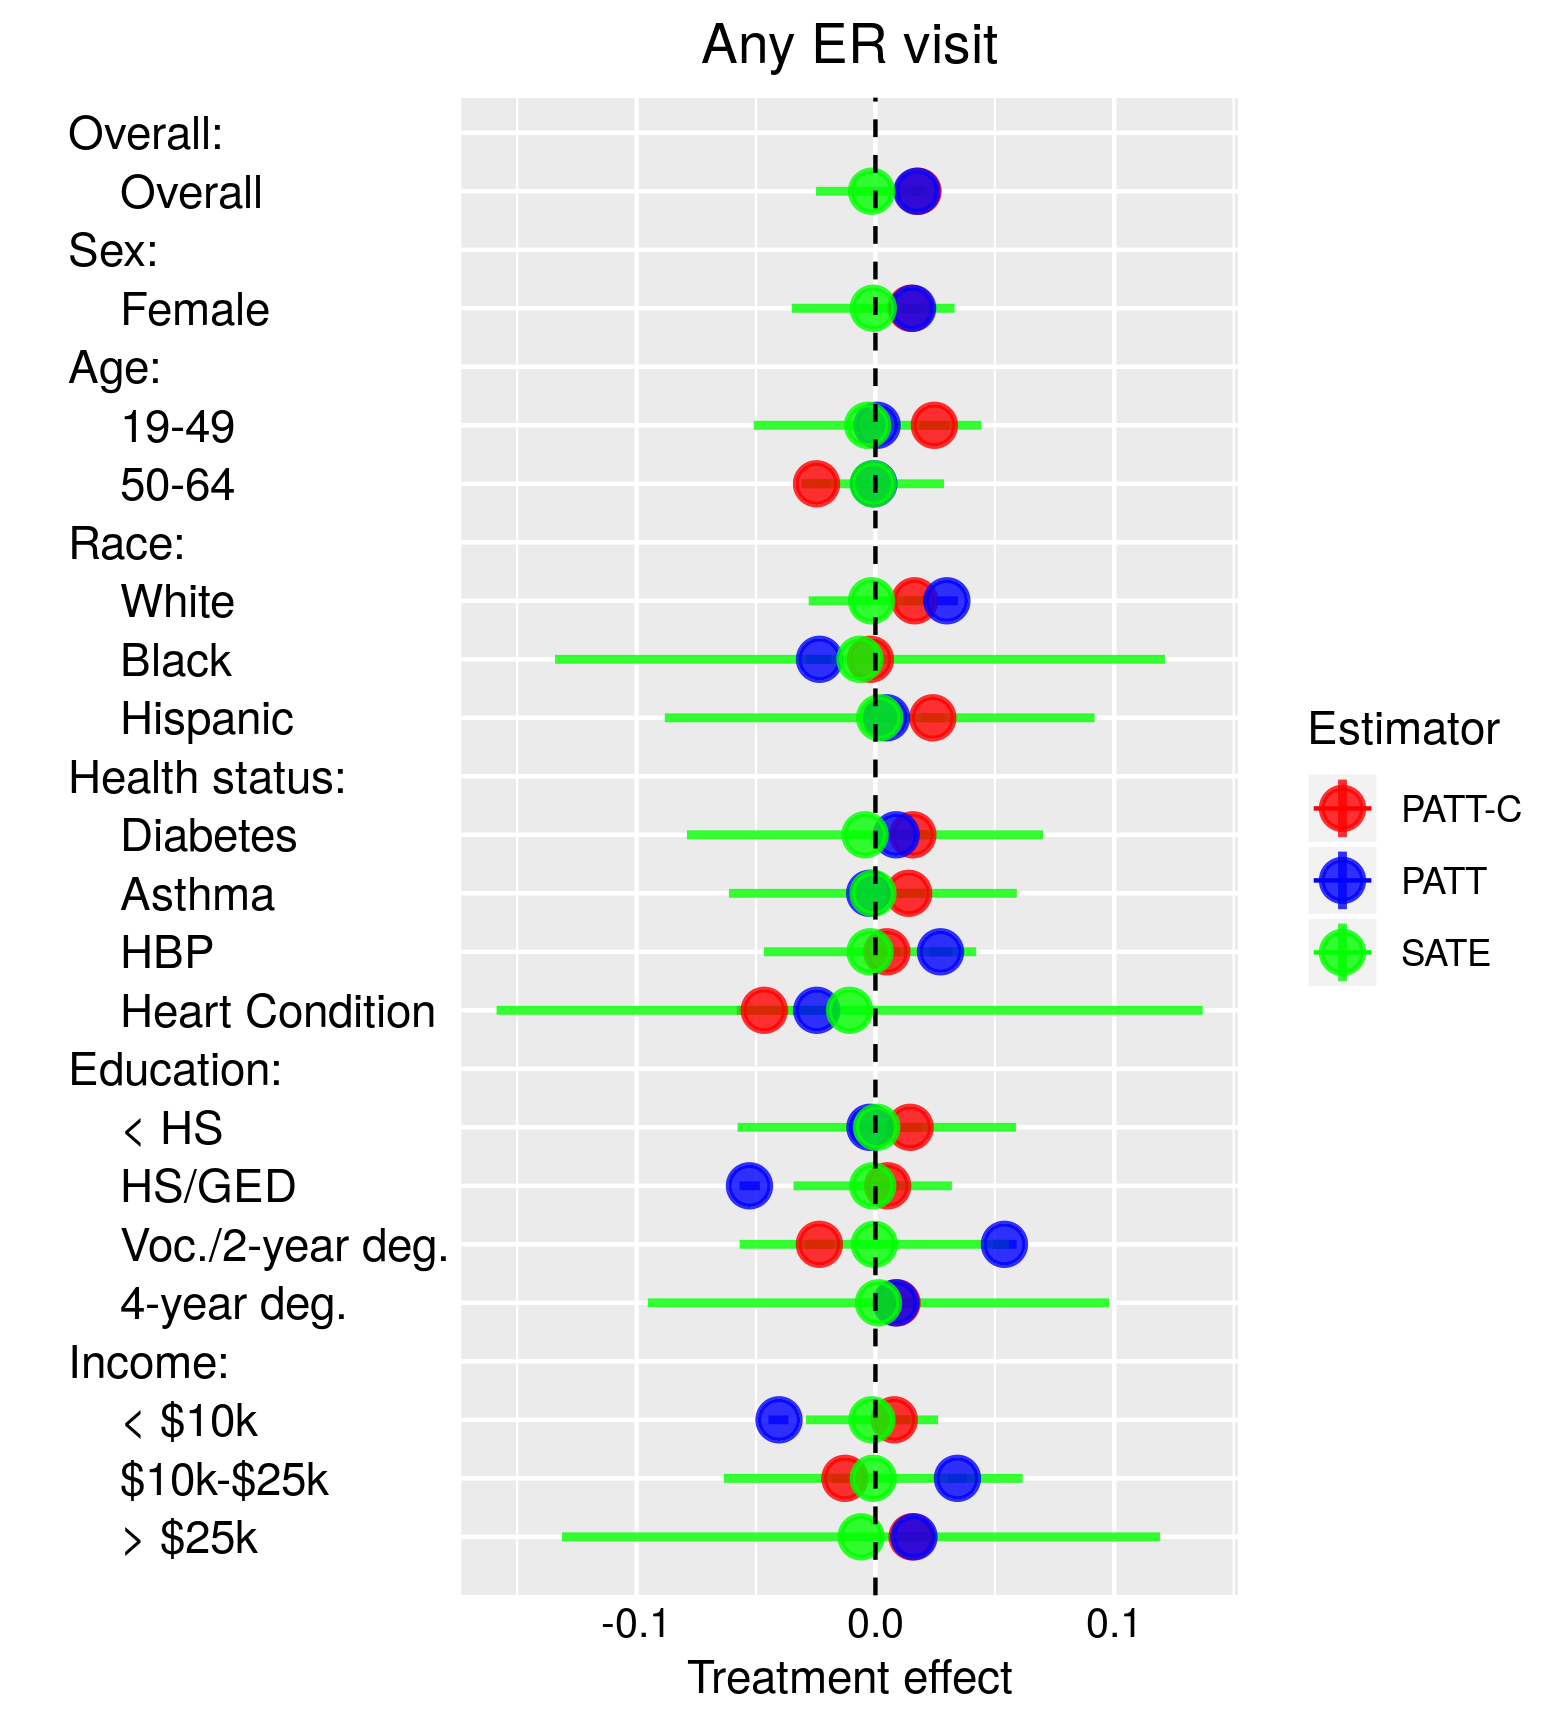 Any ER visit
Overall:
Overall
Sex:
Female
Age:
19-49
50-64
Race:
White
Black
Hispanic
Health status:
Diabetes
Asthma
HBP
Heart Condition
Education:
< HS
HS/GED
Voc./2-year deg.
4-year deg.
Income:
< $10k
$10k-$25k
> $25k
-0.1 0.0 0.1
Treatment effect
Estimator
PATT-C
PATT
SATE